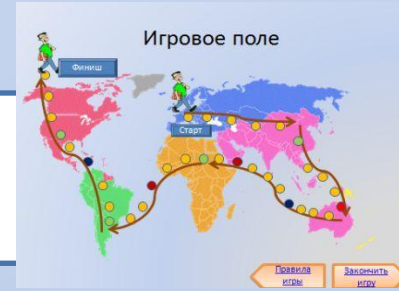 Игровое поле
Финиш
Старт
Правила
игры
Закончить
игру